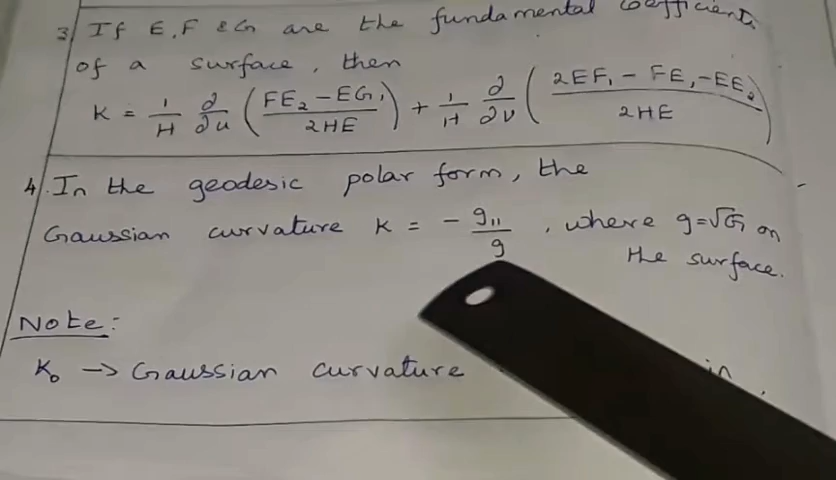 3. If E, F & G are the fundamental coefficients
of a surface, then
K = 1/H ∂/∂u ( FE₂ - EG₁ / 2HE ) + 1/H ∂/∂v ( 2EF₁ - FE₁ - EE₂ / 2HE )
4. In the geodesic polar form, the
Gaussian curvature K = - g₁₁/g , where g = √G on
the surface.
Note:
K₀ → Gaussian curvature in